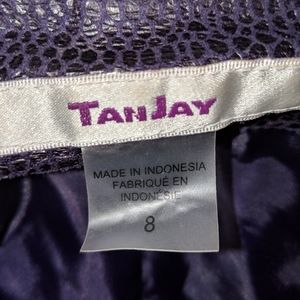 TANJAY
MADE IN INDONESIA
FABRIQUÉ EN
INDONÉSIE
8